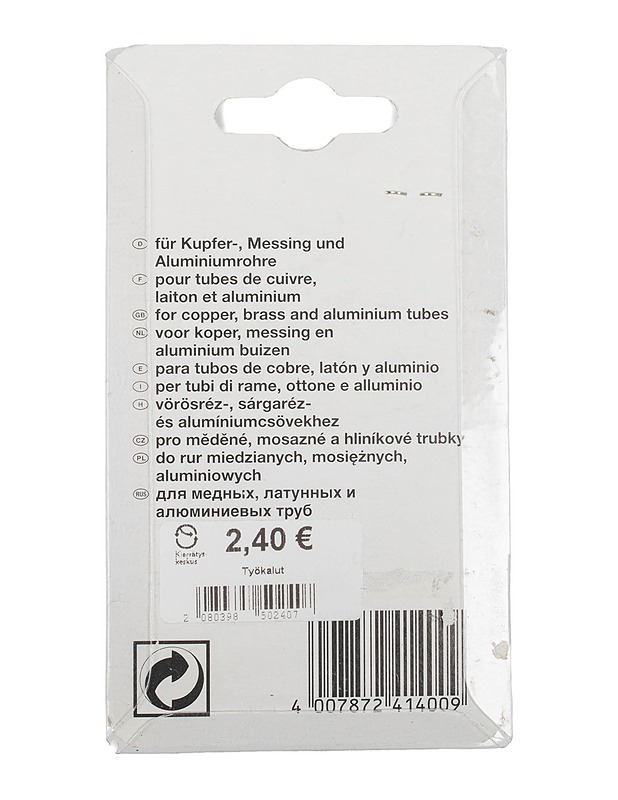 D für Kupfer-, Messing und
Aluminiumrohre
F pour tubes de cuivre,
laiton et aluminium
GB for copper, brass and aluminium tubes
NL voor koper, messing en
aluminium buizen
E para tubos de cobre, latón y aluminio
I per tubi di rame, ottone e alluminio
H vörösréz-, sárgaréz-
és alumíniumcsövekhez
CZ pro měděné, mosazné a hliníkové trubky
PL do rur miedzianych, mosiężnych,
aluminiowych
RUS для медных, латунных и
алюминиевых труб
2,40 €
Kierrätys
keskus
Työkalut
2 080398 502407
4 007872 414009